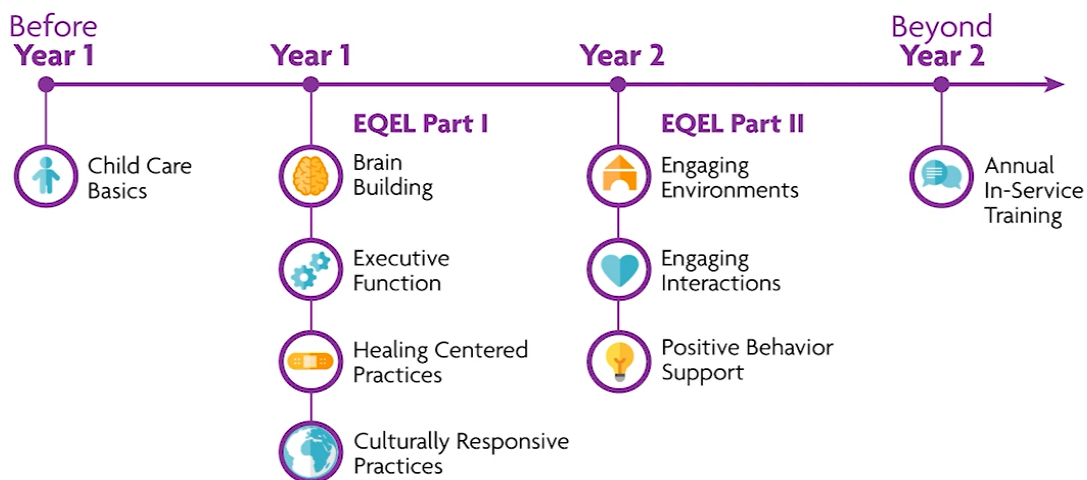 Before
Year 1
Child Care
Basics
Year 1
EQEL Part I
Brain
Building
Executive
Function
Healing Centered
Practices
Culturally Responsive
Practices
Year 2
EQEL Part II
Engaging
Environments
Engaging
Interactions
Positive Behavior
Support
Beyond
Year 2
Annual
In-Service
Training